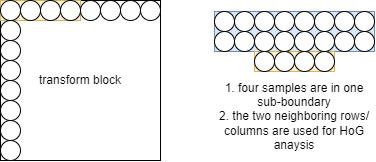 transform block
1. four samples are in one
sub-boundary
2. the two neighboring rows/
columns are used for HoG
anaysis